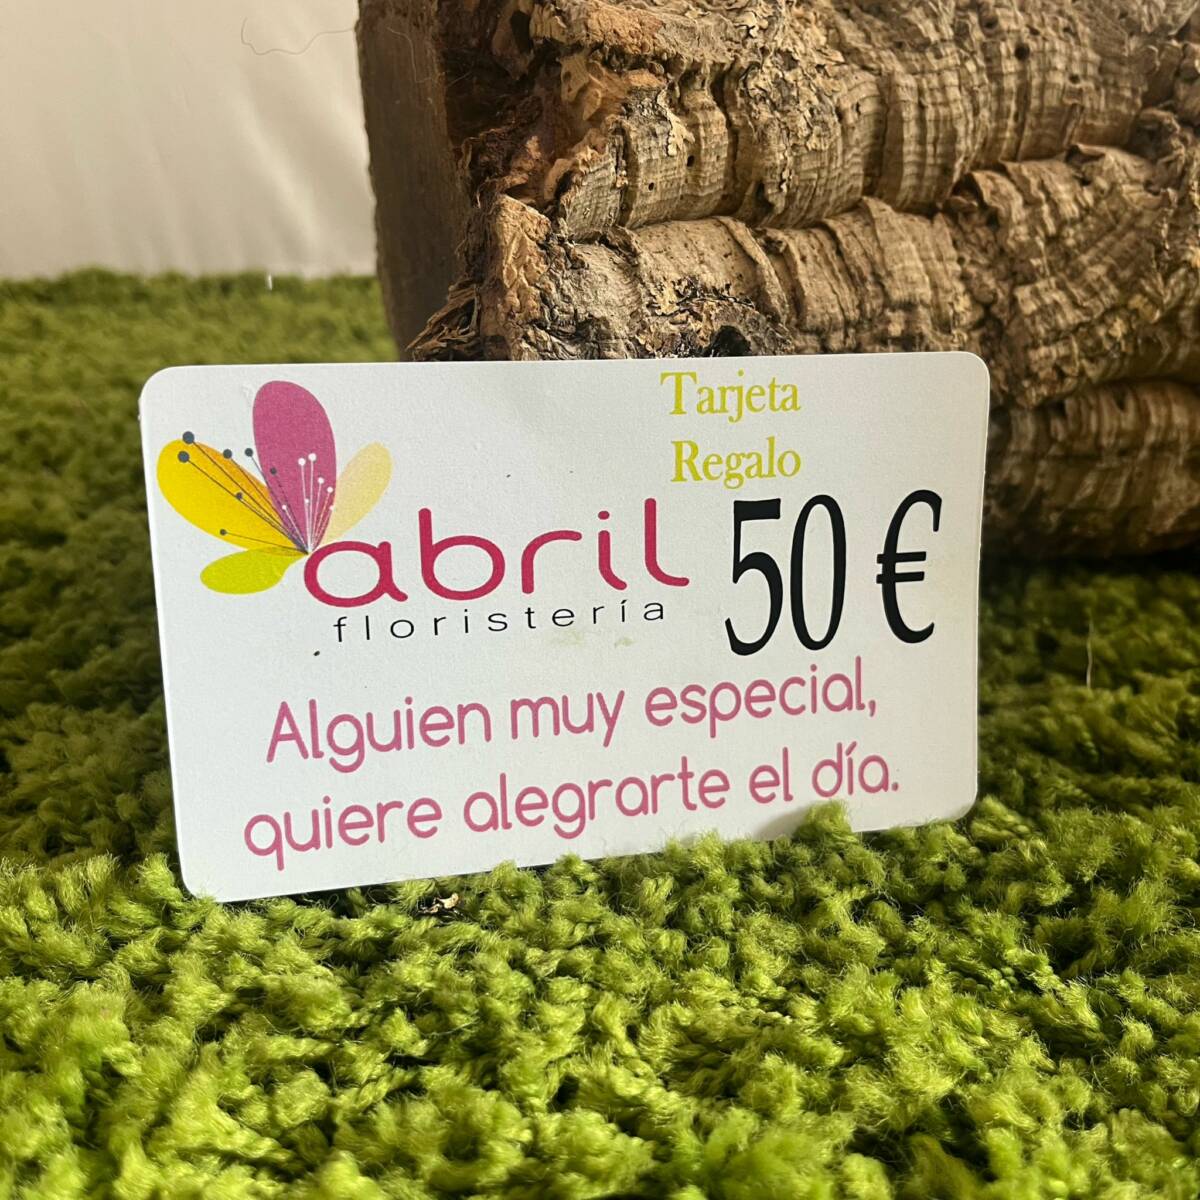 Tarjeta
Regalo
abril
floristería
50 €
Alguien muy especial,
quiere alegrarte el día.